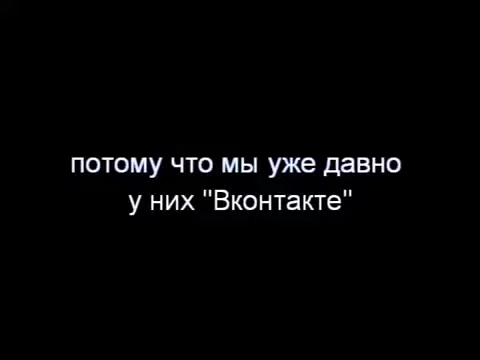 потому что мы уже давно
у них "Вконтакте"